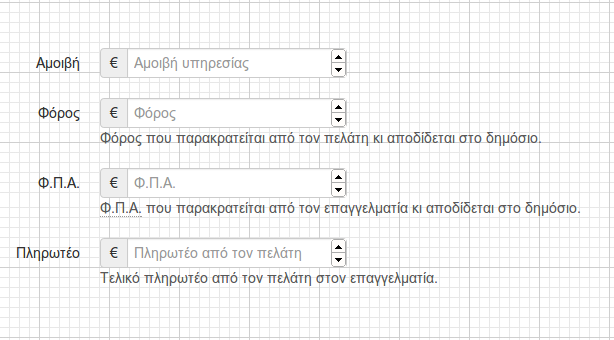 Αμοιβή € Αμοιβή υπηρεσίας
Φόρος € Φόρος
Φόρος που παρακρατείται από τον πελάτη κι αποδίδεται στο δημόσιο.
Φ.Π.Α. € Φ.Π.Α.
Φ.Π.Α. που παρακρατείται από τον επαγγελματία κι αποδίδεται στο δημόσιο.
Πληρωτέο € Πληρωτέο από τον πελάτη
Τελικό πληρωτέο από τον πελάτη στον επαγγελματία.